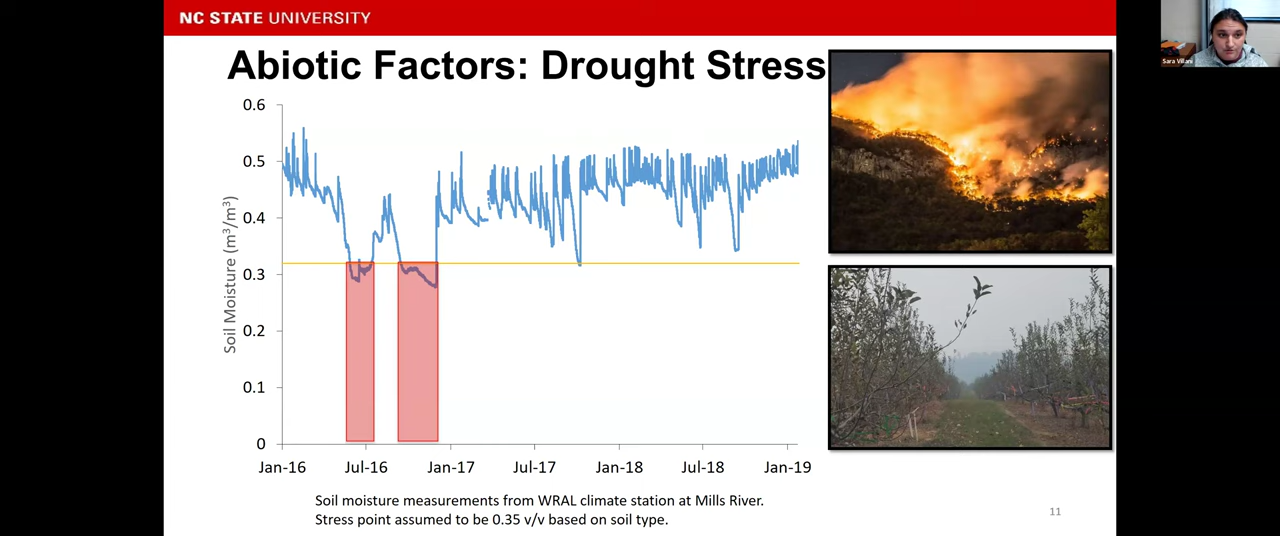 NC STATE UNIVERSITY
Abiotic Factors: Drought Stress
Sara Villani
0.6
0.5
0.4
0.3
0.2
0.1
0
Soil Moisture (m³/m³)
Jan-16 Jul-16 Jan-17 Jul-17 Jan-18 Jul-18 Jan-19
Soil moisture measurements from WRAL climate station at Mills River.
Stress point assumed to be 0.35 v/v based on soil type.
11